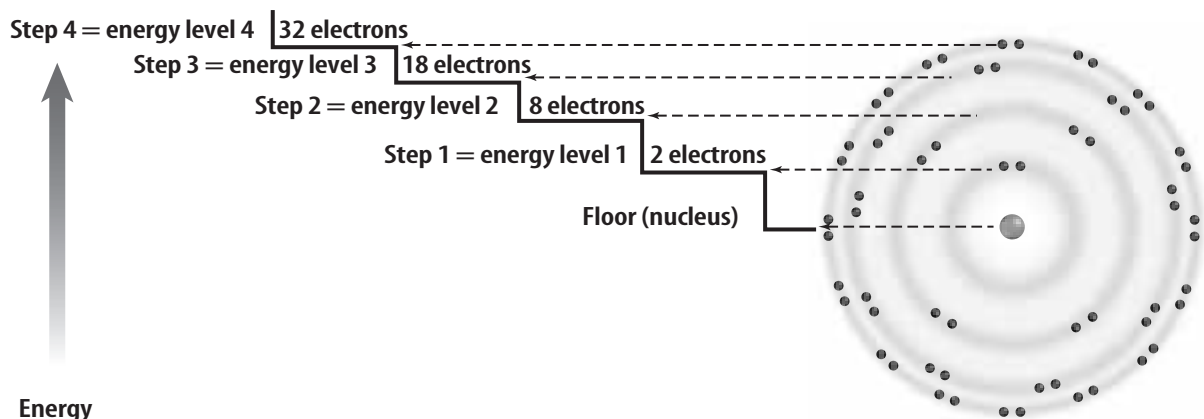 Step 4 = energy level 4 32 electrons
Step 3 = energy level 3 18 electrons
Step 2 = energy level 2 8 electrons
Step 1 = energy level 1 2 electrons
Floor (nucleus)
Energy